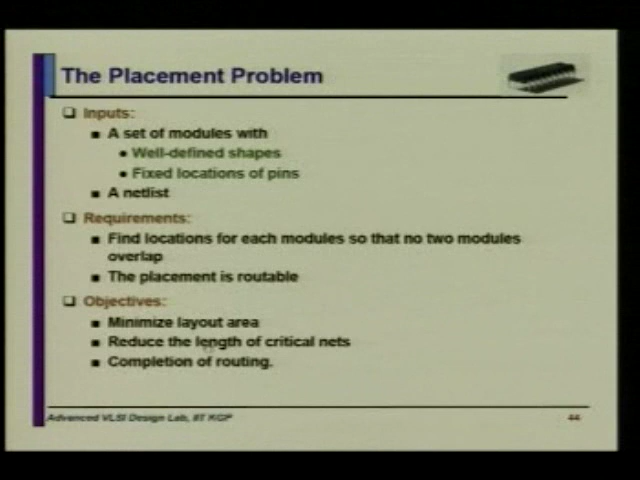 The Placement Problem
Inputs:
A set of modules with
Well-defined shapes
Fixed locations of pins
A netlist
Requirements:
Find locations for each modules so that no two modules
overlap
The placement is routable
Objectives:
Minimize layout area
Reduce the length of critical nets
Completion of routing.
Advanced VLSI Design Lab, IIT KGP
44